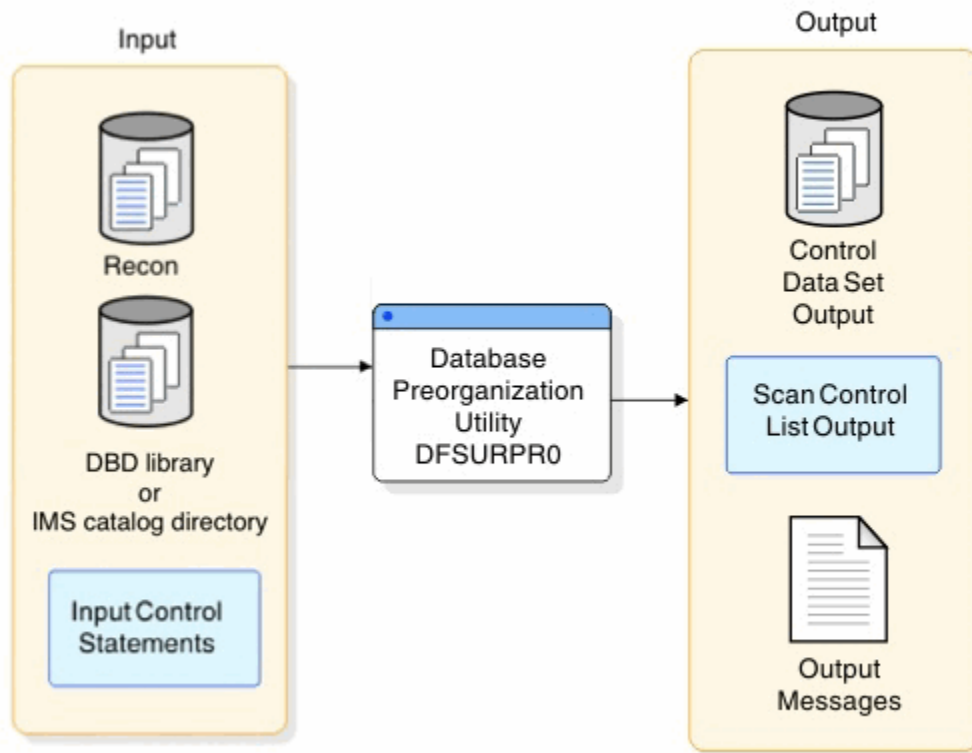 Input
Recon
DBD library
or
IMS catalog directory
Input Control
Statements
Database
Preorganization
Utility
DFSURPR0
Output
Control
Data Set
Output
Scan Control
List Output
Output
Messages